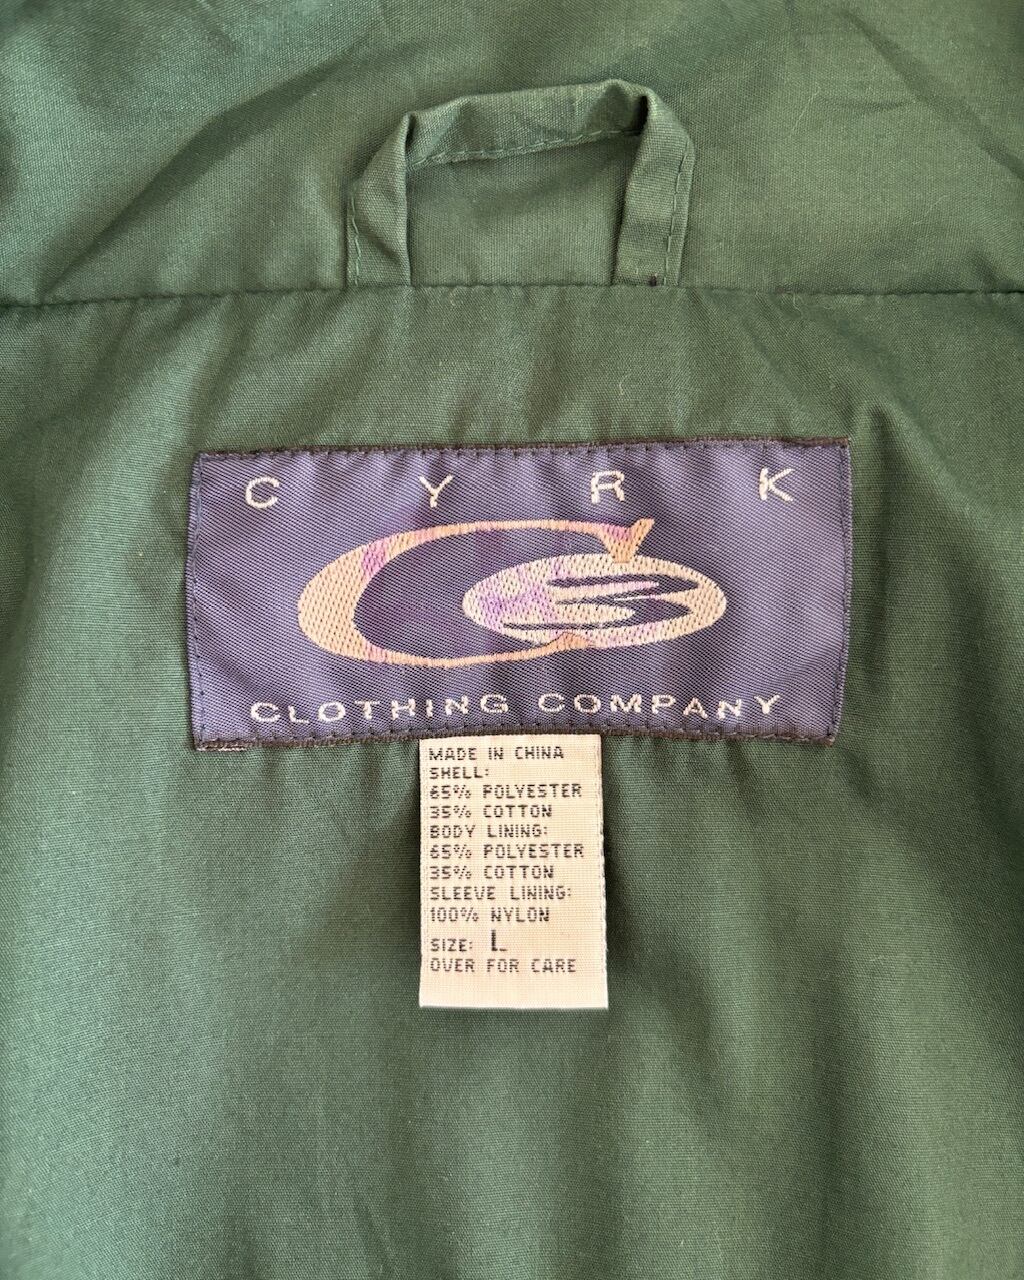 CYRK
CLOTHING COMPANY
MADE IN CHINA
SHELL:
65% POLYESTER
35% COTTON
BODY LINING:
65% POLYESTER
35% COTTON
SLEEVE LINING:
100% NYLON
SIZE: L
OVER FOR CARE